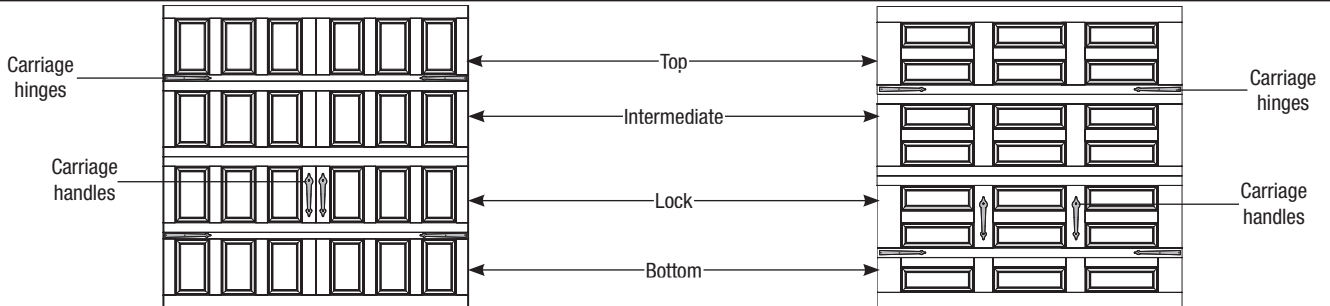 Top
Carriage
hinges
Carriage
hinges
Intermediate
Carriage
handles
Lock
Carriage
handles
Bottom